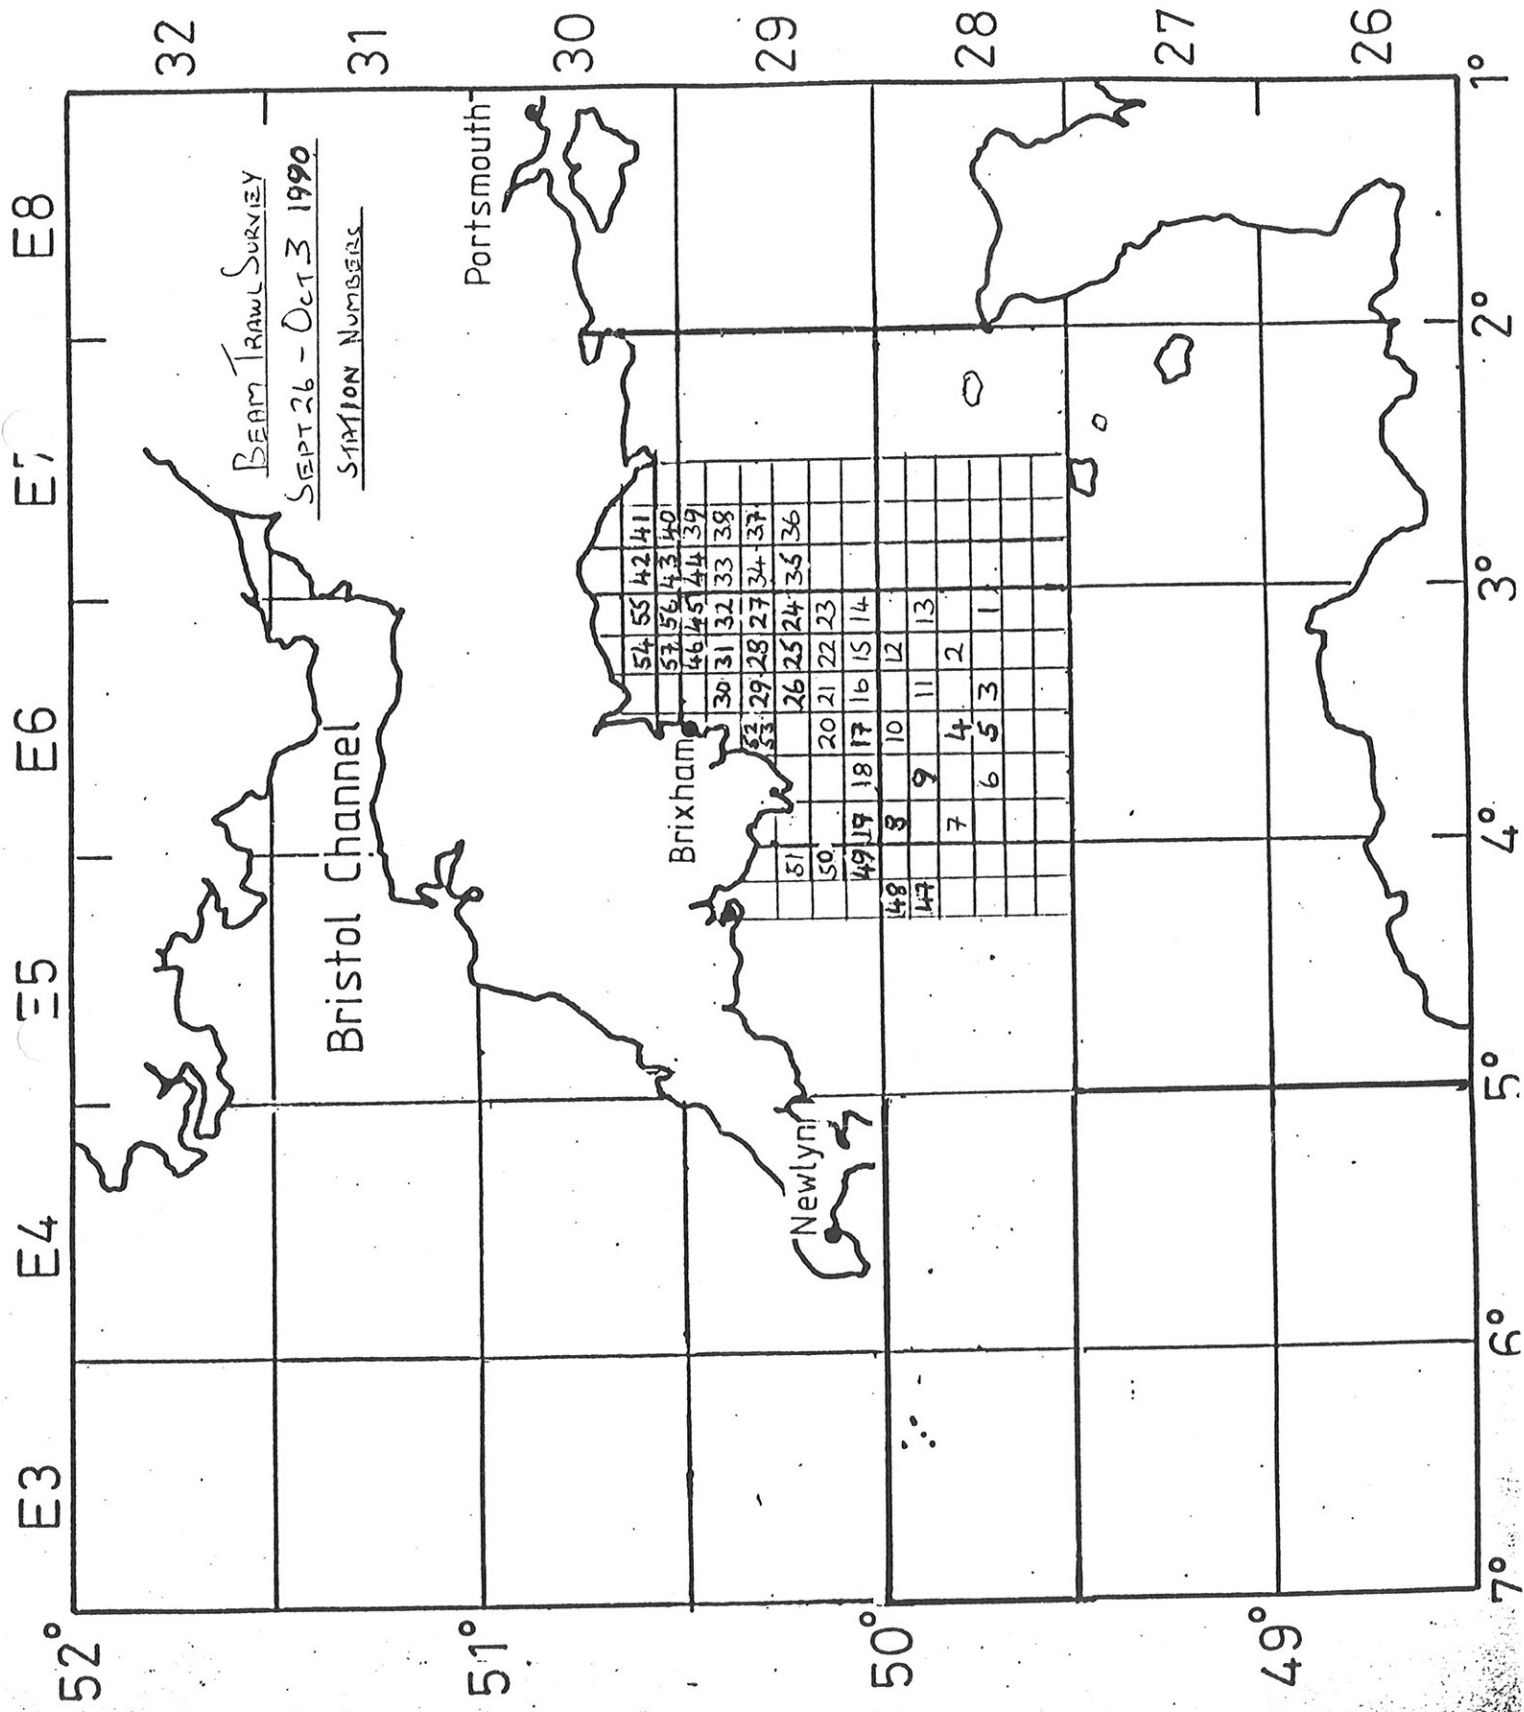 E3 E4 E5 E6 E7 E8
52°
32
BEAM TRAWL SURVEY
SEPT 26 - OCT 3 1990
STATION NUMBERS
Bristol Channel
31
51°
Portsmouth
30
54 55 42 41
57 56 43 40
Brixham
46 45 44 39
30 31 32 33 38
52 29 28 27 34 37
53
29
Newlyn
51 26 25 24 35 36
50 20 21 22 23
49 19 18 17 16 15 14
50°
48 8 10 12
47 9 11 13
7 4 2
28
6 5 3 1
27
49°
26
7° 6° 5° 4° 3° 2° 1°